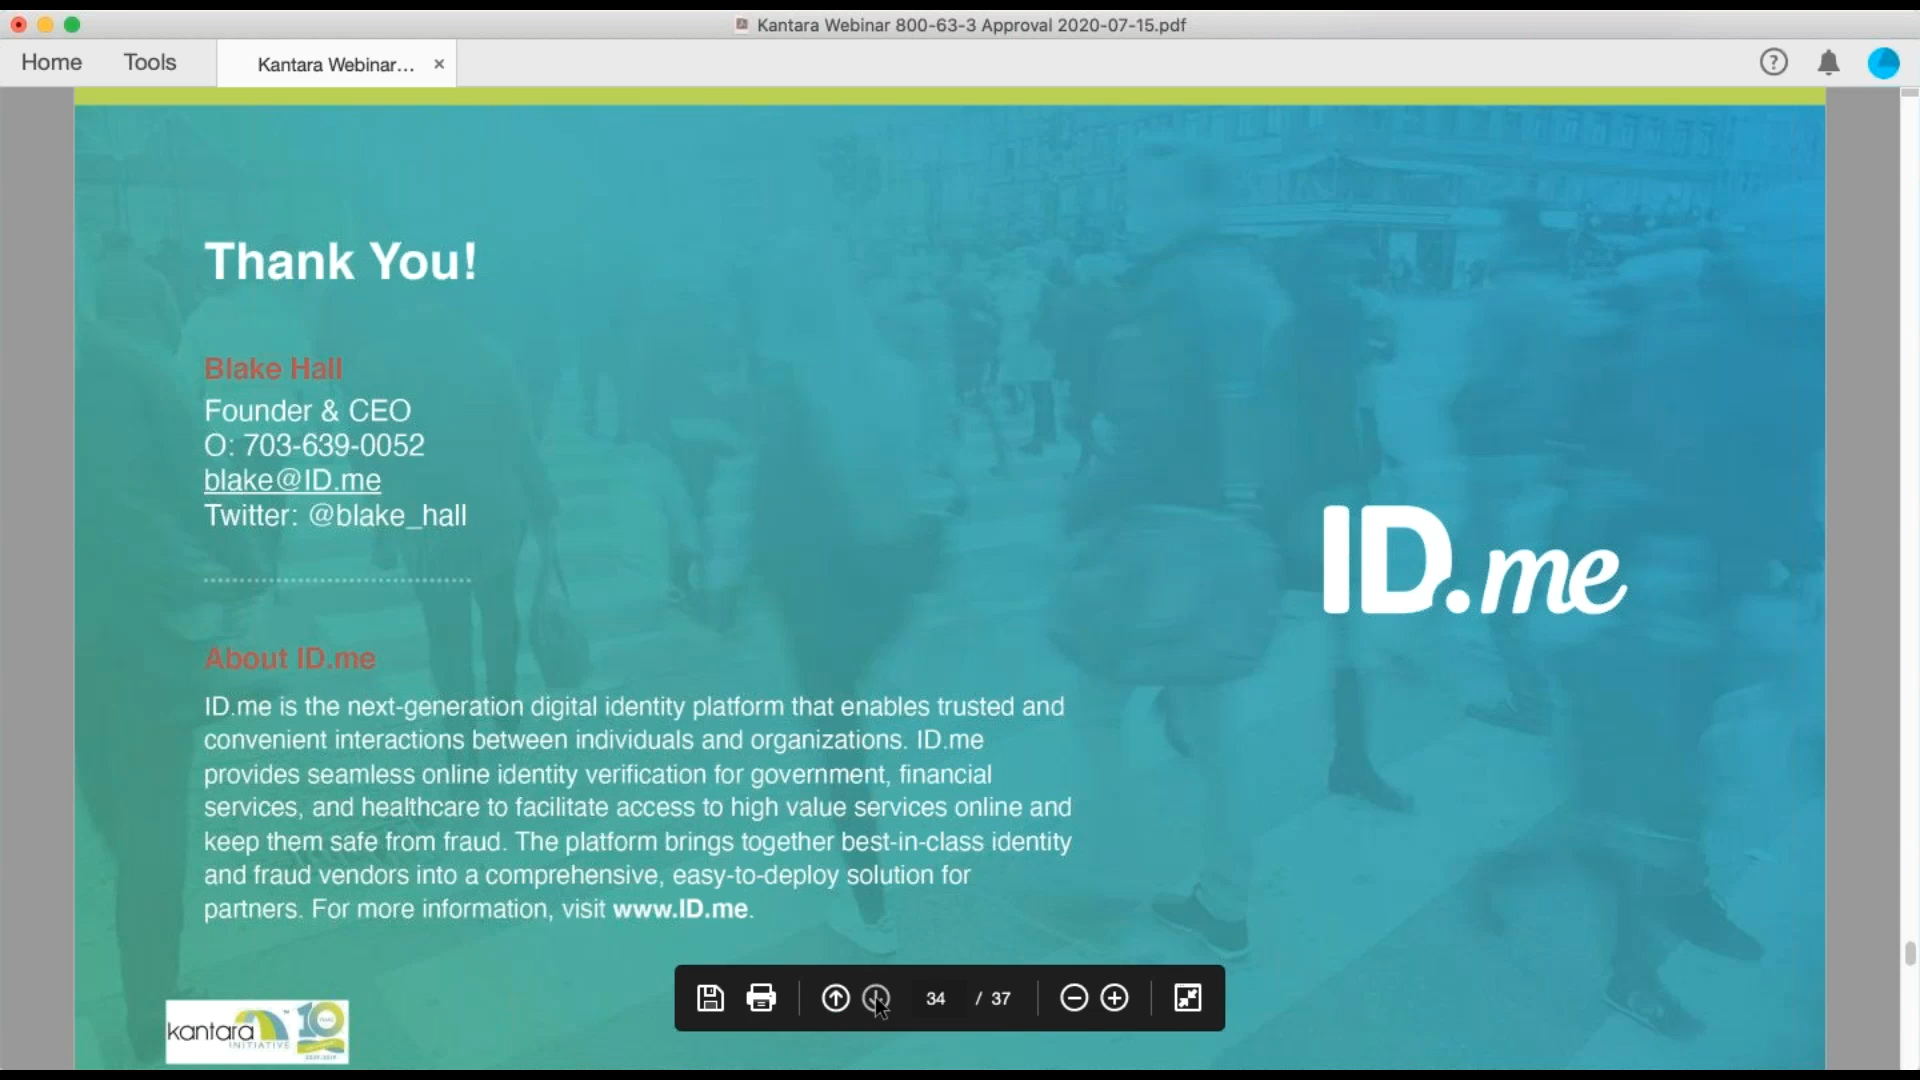 Kantara Webinar 800-63-3 Approval 2020-07-15.pdf
Home
Tools
Kantara Webinar...
Thank You!
Blake Hall
Founder & CEO
O: 703-639-0052
blake@ID.me
Twitter: @blake_hall
ID.me
About ID.me
ID.me is the next-generation digital identity platform that enables trusted and
convenient interactions between individuals and organizations. ID.me
provides seamless online identity verification for government, financial
services, and healthcare to facilitate access to high value services online and
keep them safe from fraud. The platform brings together best-in-class identity
and fraud vendors into a comprehensive, easy-to-deploy solution for
partners. For more information, visit www.ID.me.
34 / 37
kantara
INITIATIVE
10